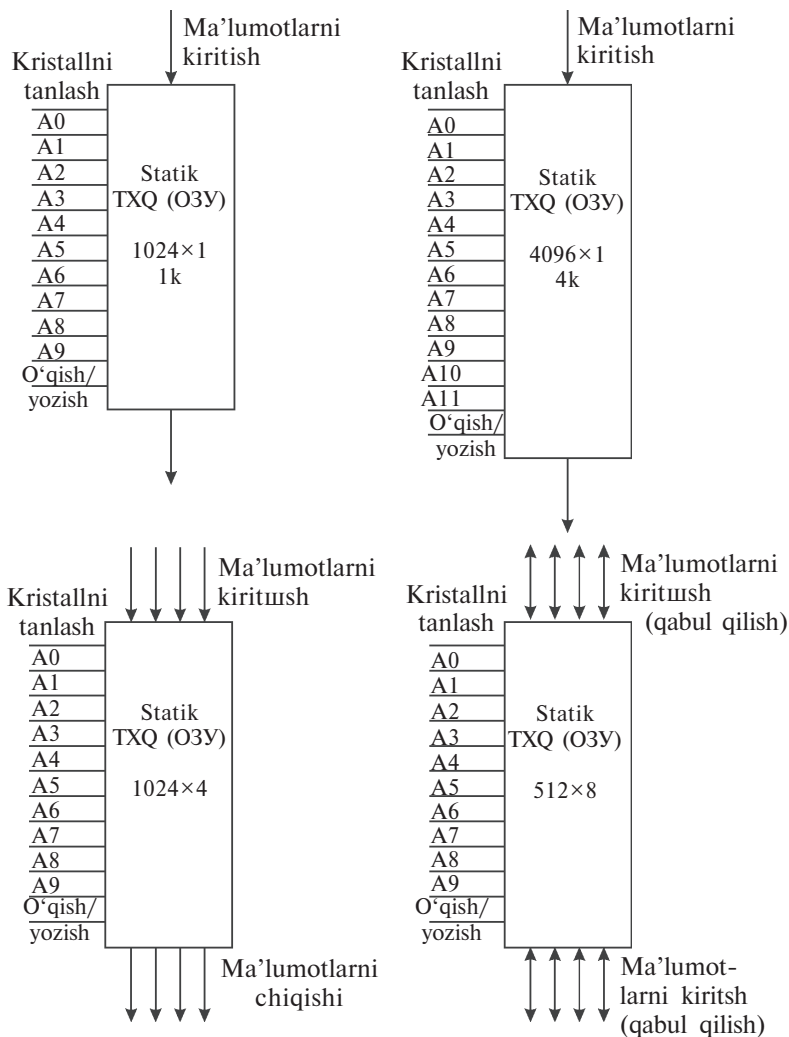 Ma’lumotlarni
kiritish
Kristallni
tanlash
A0
A1
A2
A3
A4
A5
A6
A7
A8
A9
O‘qish/
yozish
Statik
TXQ (ОЗУ)
1024×1
1k
Ma’lumotlarni
kiritish
Kristallni
tanlash
A0
A1
A2
A3
A4
A5
A6
A7
A8
A9
A10
A11
O‘qish/
yozish
Statik
TXQ (ОЗУ)
4096×1
4k
Ma’lumotlarni
kiritшsh
Kristallni
tanlash
A0
A1
A2
A3
A4
A5
A6
A7
A8
A9
O‘qish/
yozish
Statik
TXQ (ОЗУ)
1024×4
Ma’lumotlarni
chiqishi
Ma’lumotlarni
kiritшsh
(qabul qilish)
Kristallni
tanlash
A0
A1
A2
A3
A4
A5
A6
A7
A8
A9
O‘qish/
yozish
Statik
TXQ (ОЗУ)
512×8
Ma’lumot-
larni kiritsh
(qabul qilish)